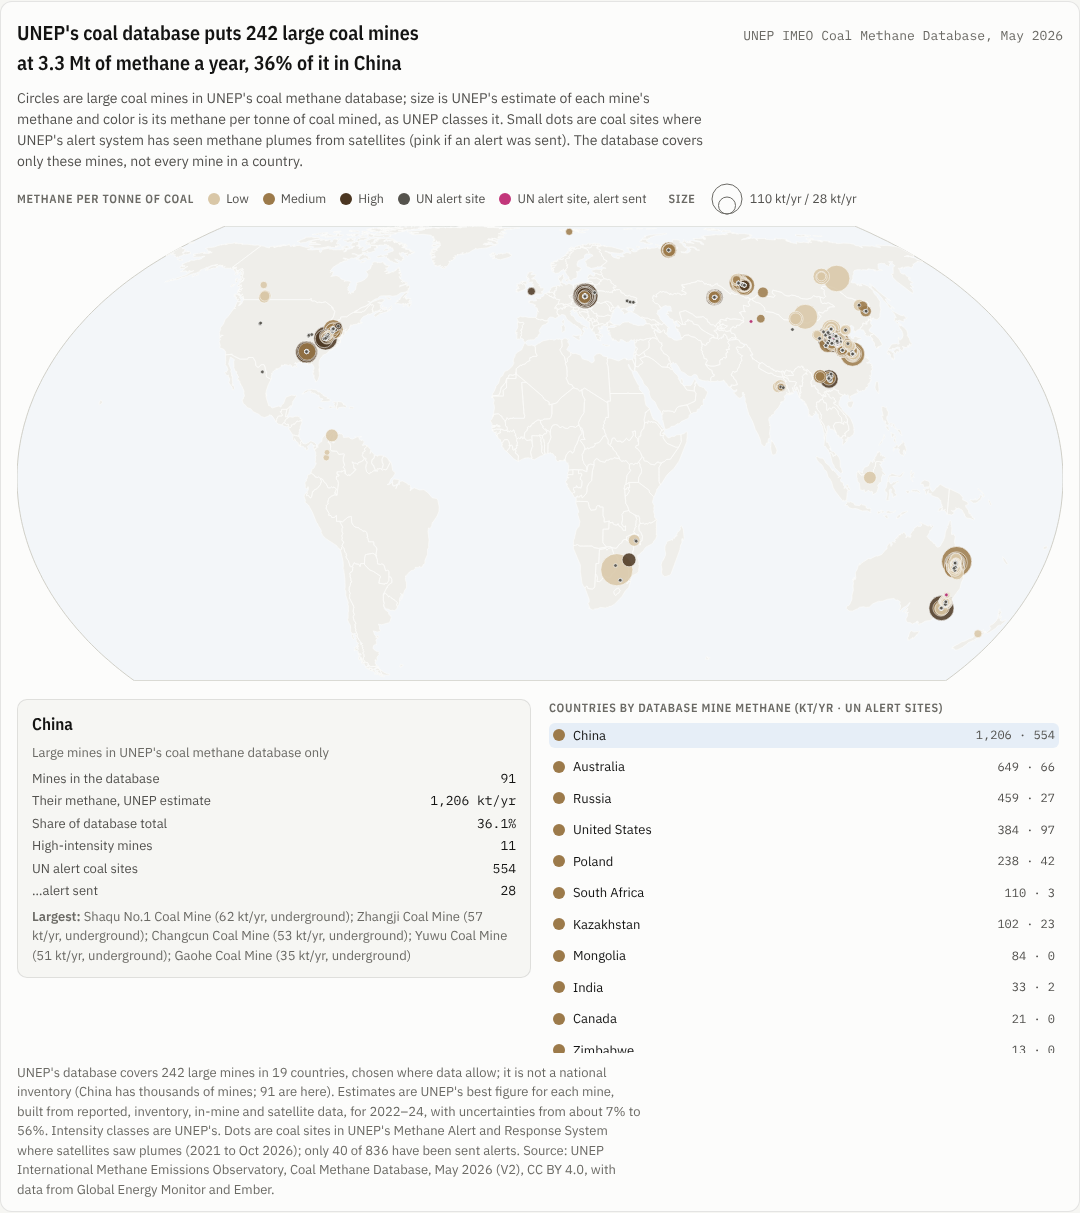 UNEP's coal database puts 242 large coal mines
at 3.3 Mt of methane a year, 36% of it in China
UNEP IMEO Coal Methane Database, May 2026
Circles are large coal mines in UNEP's coal methane database; size is UNEP's estimate of each mine's
methane and color is its methane per tonne of coal mined, as UNEP classes it. Small dots are coal sites where
UNEP's alert system has seen methane plumes from satellites (pink if an alert was sent). The database covers
only these mines, not every mine in a country.
METHANE PER TONNE OF COAL Low Medium High UN alert site UN alert site, alert sent SIZE 110 kt/yr / 28 kt/yr
China
Large mines in UNEP's coal methane database only
Mines in the database 91
Their methane, UNEP estimate 1,206 kt/yr
Share of database total 36.1%
High-intensity mines 11
UN alert coal sites 554
...alert sent 28
Largest: Shaqu No.1 Coal Mine (62 kt/yr, underground); Zhangji Coal Mine (57
kt/yr, underground); Changcun Coal Mine (53 kt/yr, underground); Yuwu Coal Mine
(51 kt/yr, underground); Gaohe Coal Mine (35 kt/yr, underground)
COUNTRIES BY DATABASE MINE METHANE (KT/YR · UN ALERT SITES)
China 1,206 · 554
Australia 649 · 66
Russia 459 · 27
United States 384 · 97
Poland 238 · 42
South Africa 110 · 3
Kazakhstan 102 · 23
Mongolia 84 · 0
India 33 · 2
Canada 21 · 0
Zimbabwe 13 · 0
UNEP's database covers 242 large mines in 19 countries, chosen where data allow; it is not a national
inventory (China has thousands of mines; 91 are here). Estimates are UNEP's best figure for each mine,
built from reported, inventory, in-mine and satellite data, for 2022–24, with uncertainties from about 7% to
56%. Intensity classes are UNEP's. Dots are coal sites in UNEP's Methane Alert and Response System
where satellites saw plumes (2021 to Oct 2026); only 40 of 836 have been sent alerts. Source: UNEP
International Methane Emissions Observatory, Coal Methane Database, May 2026 (V2), CC BY 4.0, with
data from Global Energy Monitor and Ember.